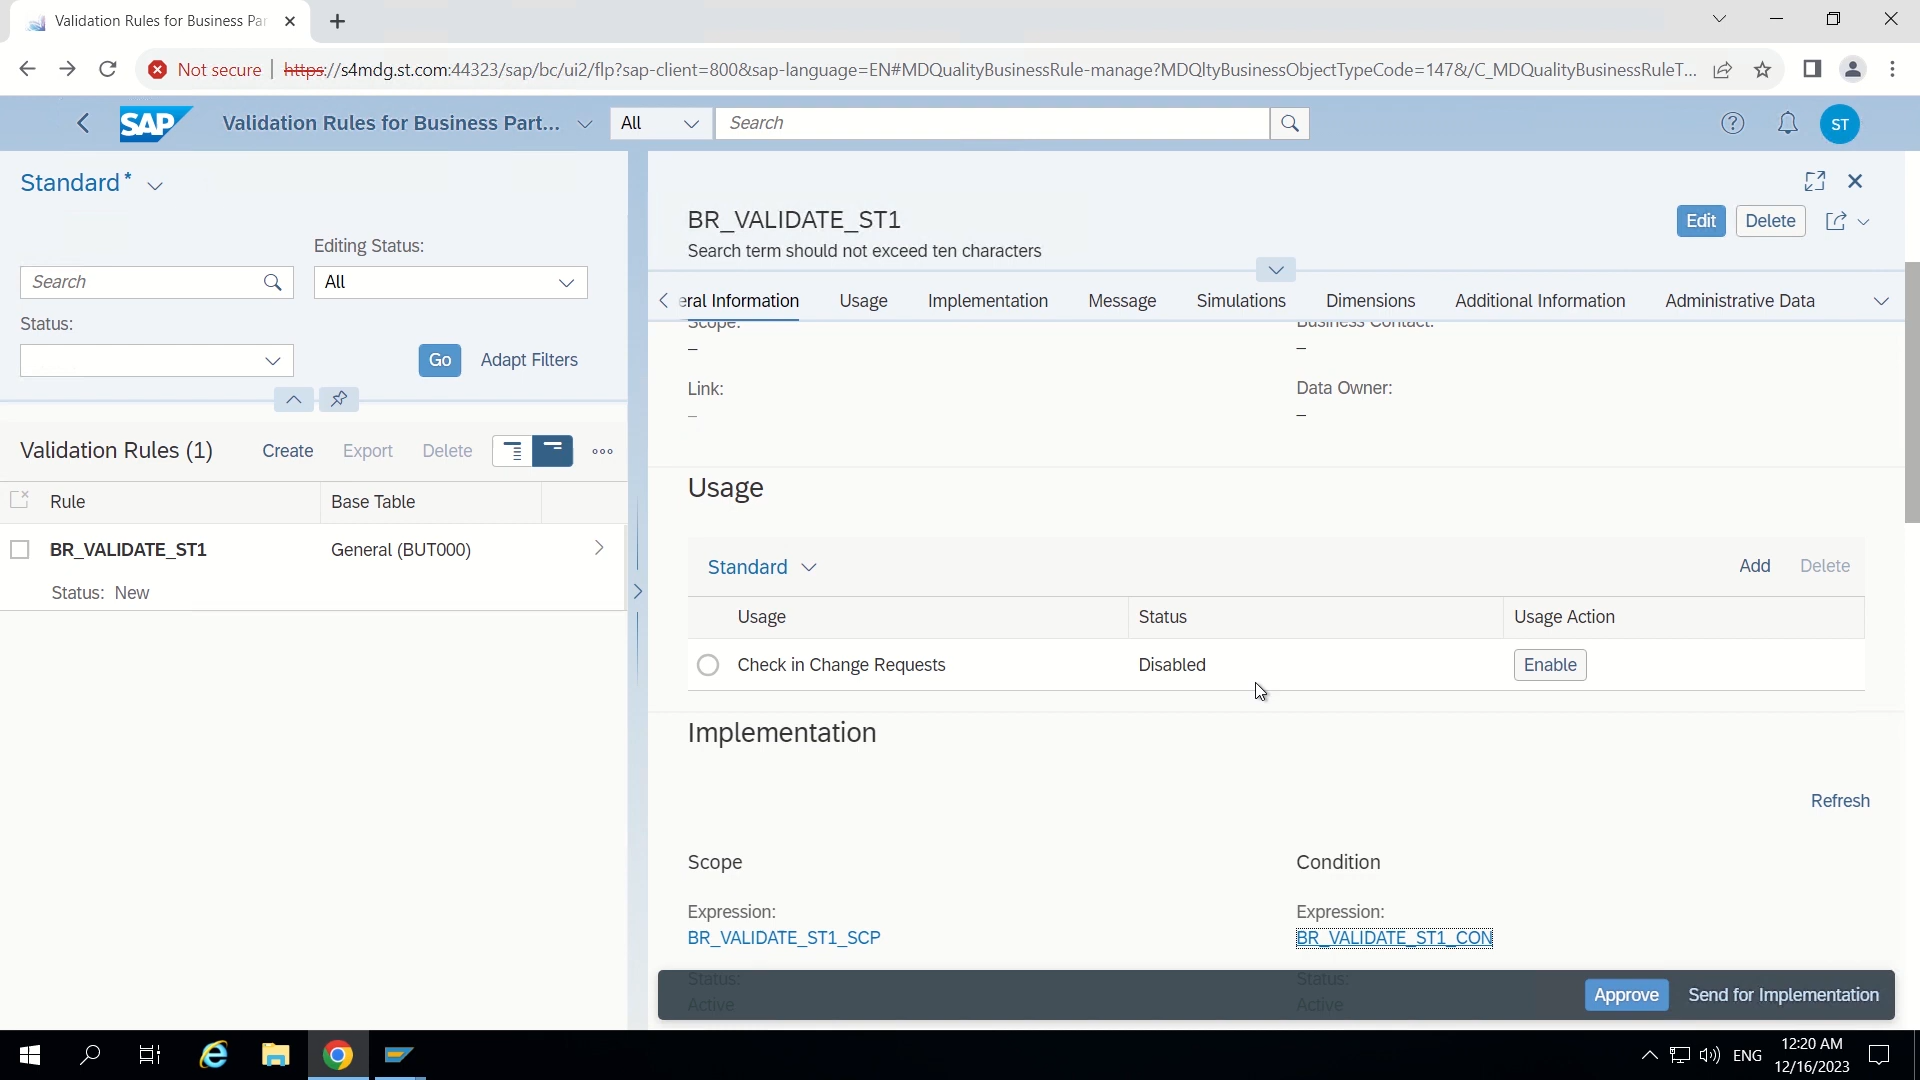 Validation Rules for Business Par
Not secure
https://s4mdg.st.com:44323/sap/bc/ui2/flp?sap-client=800&sap-language=EN#MDQualityBusinessRule-manage?MDQltyBusinessObjectTypeCode=147&/C_MDQualityBusinessRuleT...
SAP
Validation Rules for Business Part...
All
Search
ST
Standard*
Editing Status:
Search
All
Status:
Go
Adapt Filters
Validation Rules (1)
Create
Export
Delete
Rule
Base Table
BR_VALIDATE_ST1
General (BUT000)
Status: New
BR_VALIDATE_ST1
Search term should not exceed ten characters
Edit
Delete
eral Information
Usage
Implementation
Message
Simulations
Dimensions
Additional Information
Administrative Data
Scope:
Business Contact:
–
–
Link:
Data Owner:
–
–
Usage
Standard
Add
Delete
Usage
Status
Usage Action
Check in Change Requests
Disabled
Enable
Implementation
Refresh
Scope
Condition
Expression:
Expression:
BR_VALIDATE_ST1_SCP
BR_VALIDATE_ST1_CON
Status:
Status:
Active
Active
Approve
Send for Implementation
ENG
12:20 AM
12/16/2023